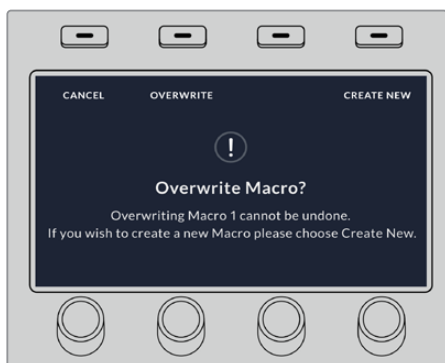 CANCEL OVERWRITE CREATE NEW
!
Overwrite Macro?
Overwriting Macro 1 cannot be undone.
If you wish to create a new Macro please choose Create New.